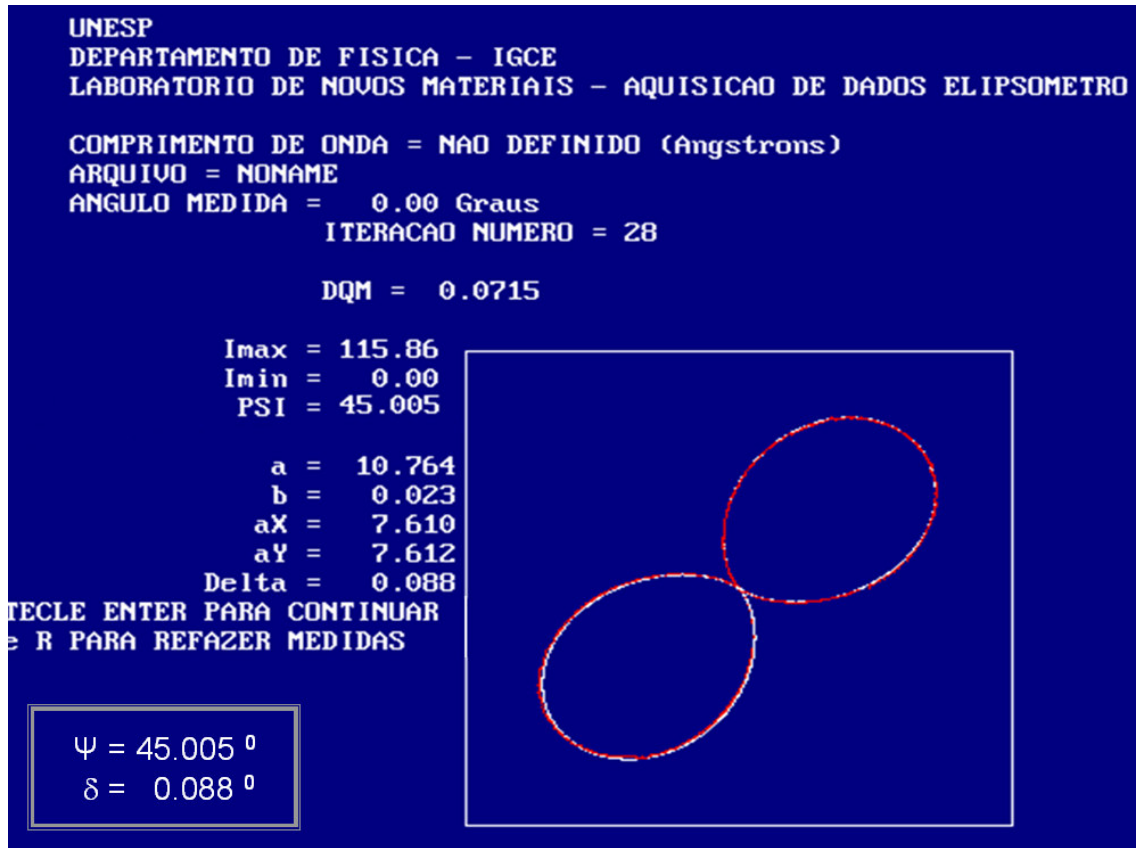 UNESP
DEPARTAMENTO DE FISICA - IGCE
LABORATORIO DE NOVOS MATERIAIS - AQUISICAO DE DADOS ELIPSOMETRO
COMPRIMENTO DE ONDA = NAO DEFINIDO (Angstrons)
ARQUIVO = NONAME
ANGULO MEDIDA = 0.00 Graus
ITERACAO NUMERO = 28
DQM = 0.0715
Imax = 115.86
Imin = 0.00
PSI = 45.005
a = 10.764
b = 0.023
aX = 7.610
aY = 7.612
Delta = 0.088
TECLE ENTER PARA CONTINUAR
e R PARA REFAZER MEDIDAS
Ψ = 45.005 ⁰
δ = 0.088 ⁰